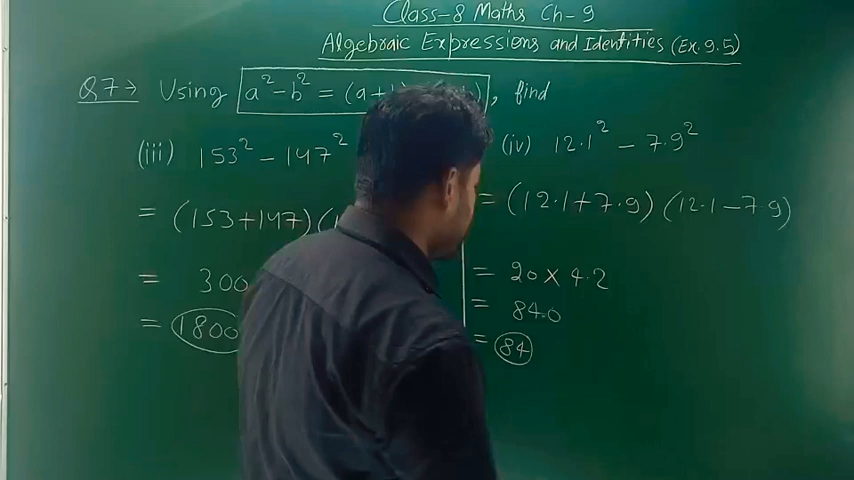 Class-8 Maths Ch-9
Algebraic Expressions and Identities (Ex. 9.5)
Q7→ Using a² - b² = (a+ ), find
(iii) 153² - 147²
= (153+147)(
= 300
= 1800
(iv) 12.1² - 7.9²
= (12.1+7.9) (12.1-7.9)
= 20 × 4.2
= 84.0
= 84